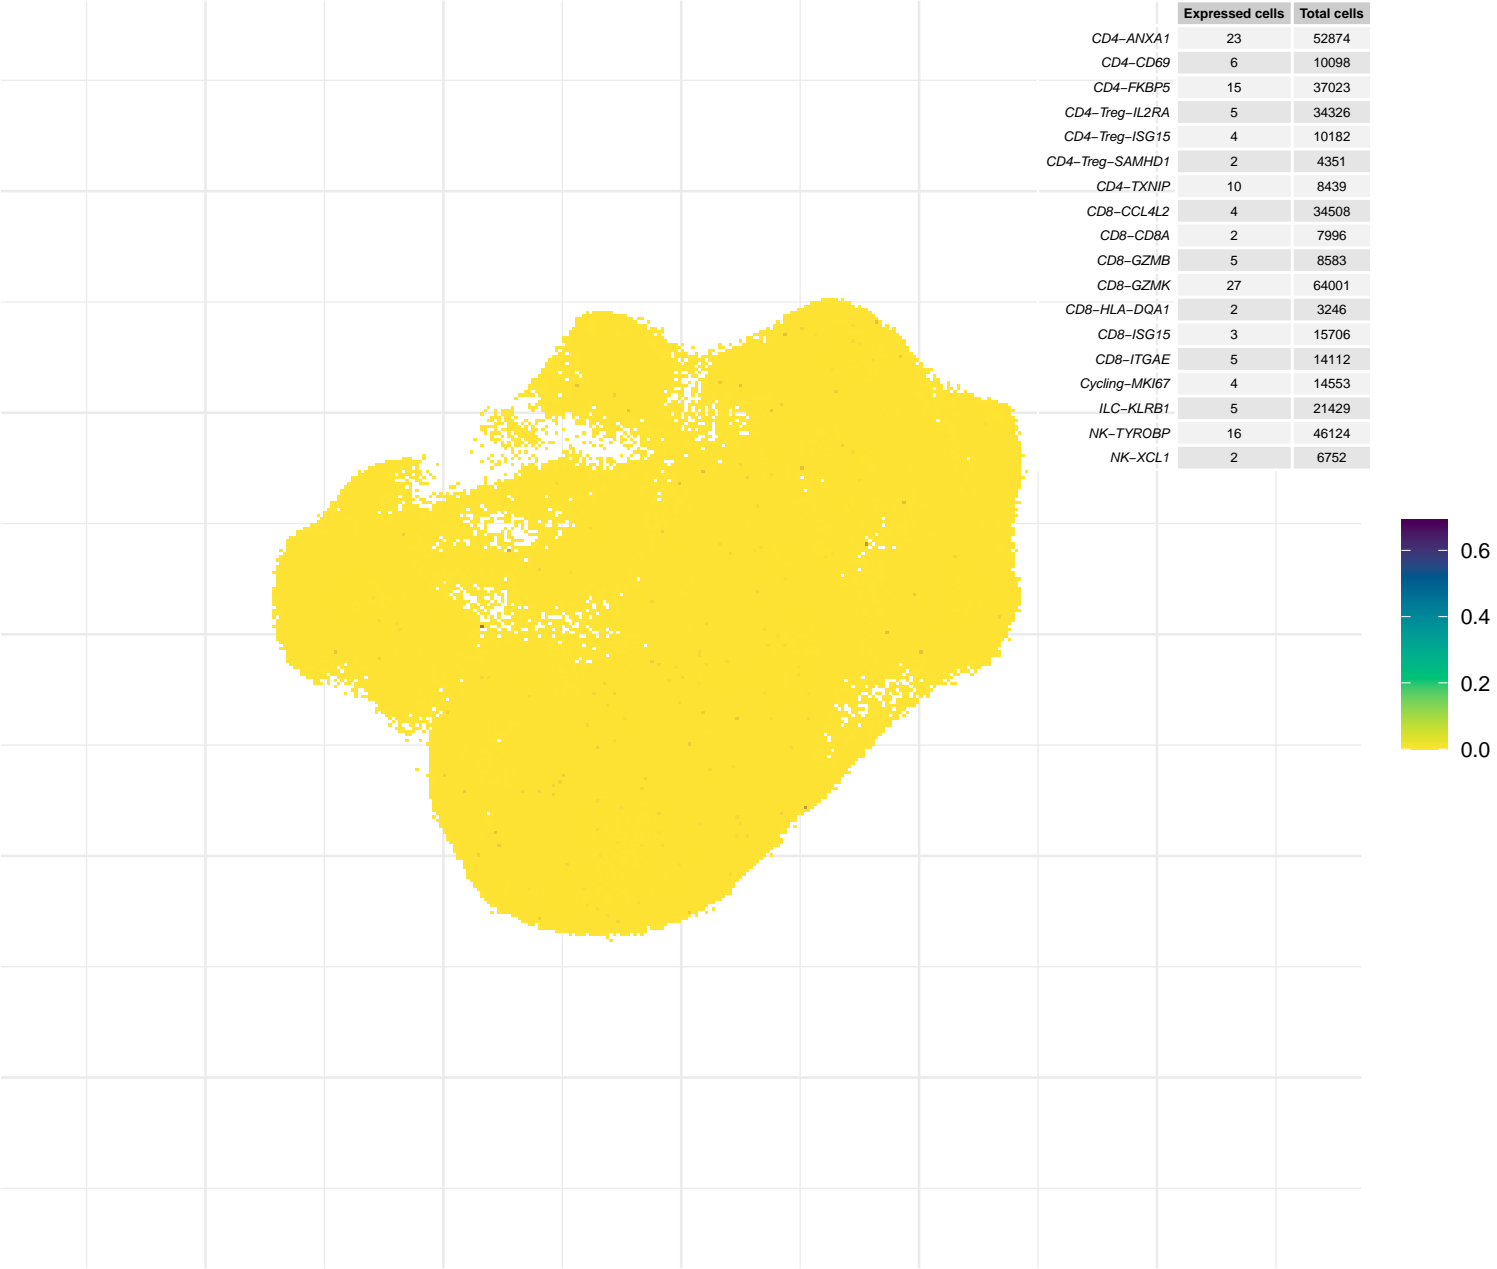 Expressed cells Total cells
CD4−ANXA1 23 52874
CD4−CD69 6 10098
CD4−FKBP5 15 37023
CD4−Treg−IL2RA 5 34326
CD4−Treg−ISG15 4 10182
CD4−Treg−SAMHD1 2 4351
CD4−TXNIP 10 8439
CD8−CCL4L2 4 34508
CD8−CD8A 2 7996
CD8−GZMB 5 8583
CD8−GZMK 27 64001
CD8−HLA−DQA1 2 3246
CD8−ISG15 3 15706
CD8−ITGAE 5 14112
Cycling−MKI67 4 14553
ILC−KLRB1 5 21429
NK−TYROBP 16 46124
NK−XCL1 2 6752
0.6
0.4
0.2
0.0